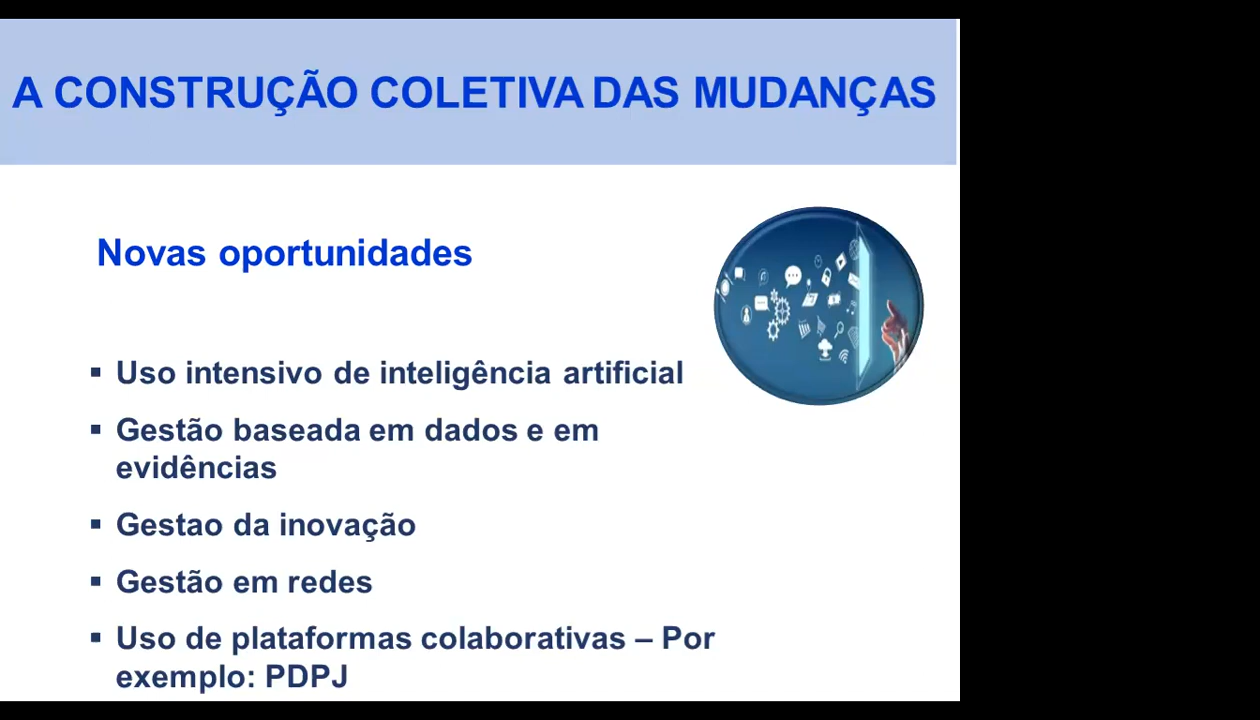 A CONSTRUÇÃO COLETIVA DAS MUDANÇAS
Novas oportunidades
▪ Uso intensivo de inteligência artificial
▪ Gestão baseada em dados e em
evidências
▪ Gestao da inovação
▪ Gestão em redes
▪ Uso de plataformas colaborativas – Por
exemplo: PDPJ